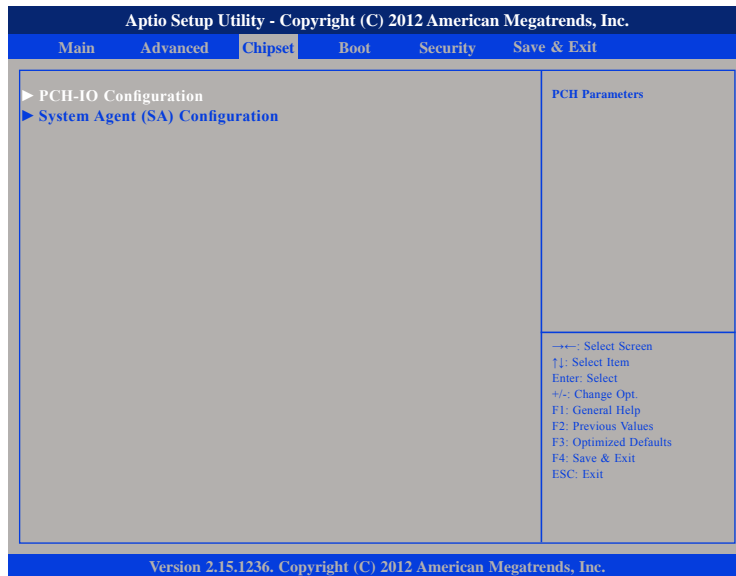 Aptio Setup Utility - Copyright (C) 2012 American Megatrends, Inc.
Main Advanced Chipset Boot Security Save & Exit
► PCH-IO Configuration
► System Agent (SA) Configuration
PCH Parameters
→←: Select Screen
↑↓: Select Item
Enter: Select
+/-: Change Opt.
F1: General Help
F2: Previous Values
F3: Optimized Defaults
F4: Save & Exit
ESC: Exit
Version 2.15.1236. Copyright (C) 2012 American Megatrends, Inc.